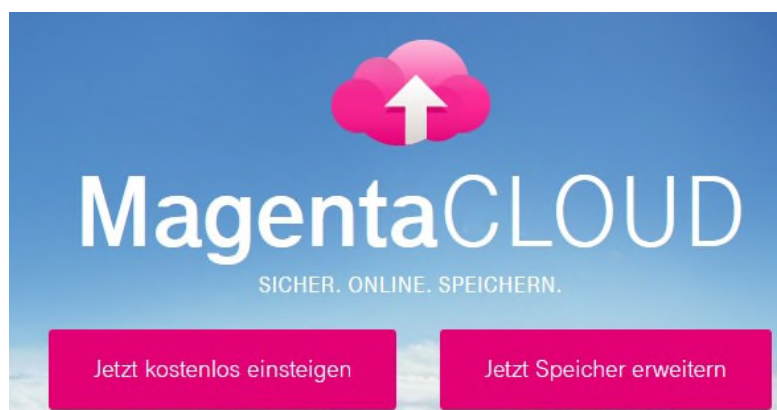 MagentaCLOUD
SICHER. ONLINE. SPEICHERN.
Jetzt kostenlos einsteigen
Jetzt Speicher erweitern